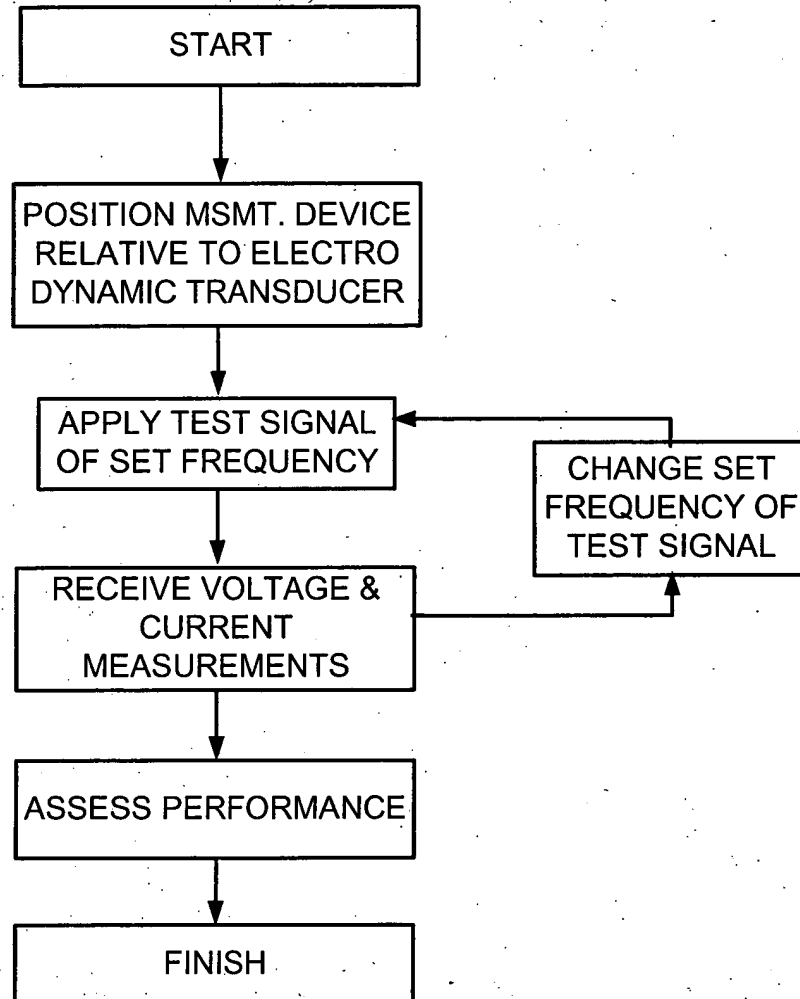 START
POSITION MSMT. DEVICE
RELATIVE TO ELECTRO
DYNAMIC TRANSDUCER
APPLY TEST SIGNAL
OF SET FREQUENCY
CHANGE SET
FREQUENCY OF
TEST SIGNAL
RECEIVE VOLTAGE &
CURRENT
MEASUREMENTS
ASSESS PERFORMANCE
FINISH